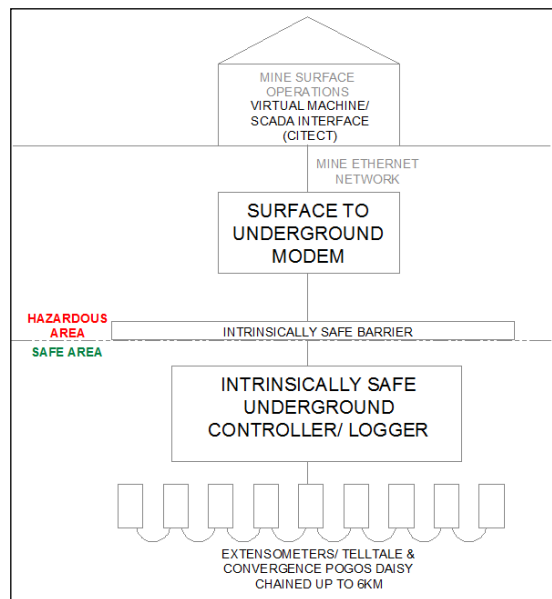 MINE SURFACE
OPERATIONS
VIRTUAL MACHINE/
SCADA INTERFACE
(CITECT)
MINE ETHERNET
NETWORK
SURFACE TO
UNDERGROUND
MODEM
HAZARDOUS
AREA
INTRINSICALLY SAFE BARRIER
SAFE AREA
INTRINSICALLY SAFE
UNDERGROUND
CONTROLLER/ LOGGER
EXTENSOMETERS/ TELLTALE &
CONVERGENCE POGOS DAISY
CHAINED UP TO 6KM